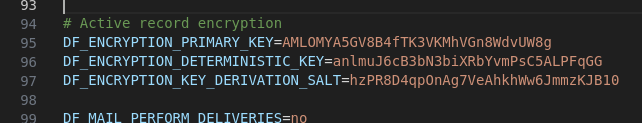 93
94 # Active record encryption
95 DF_ENCRYPTION_PRIMARY_KEY=AMLOMYA5GV8B4fTK3VKMhVGn8WdvUW8g
96 DF_ENCRYPTION_DETERMINISTIC_KEY=anlmuJ6cB3bN3biXRbYvmPsC5ALPFqGG
97 DF_ENCRYPTION_KEY_DERIVATION_SALT=hzPR8D4qpOnAg7VeAhkhWw6JmmzKJB10
98
99 DF_MAIL_PERFORM_DELIVERIES=no